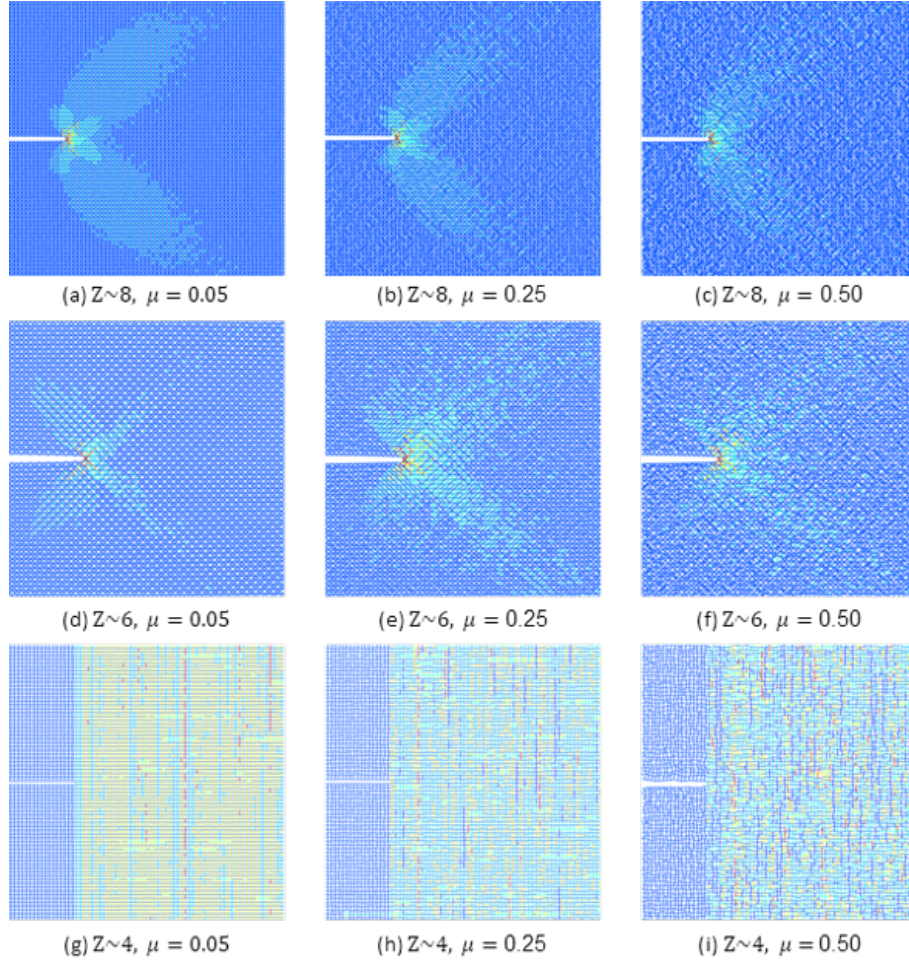 (a) Z~8, μ = 0.05
(b) Z~8, μ = 0.25
(c) Z~8, μ = 0.50
(d) Z~6, μ = 0.05
(e) Z~6, μ = 0.25
(f) Z~6, μ = 0.50
(g) Z~4, μ = 0.05
(h) Z~4, μ = 0.25
(i) Z~4, μ = 0.50